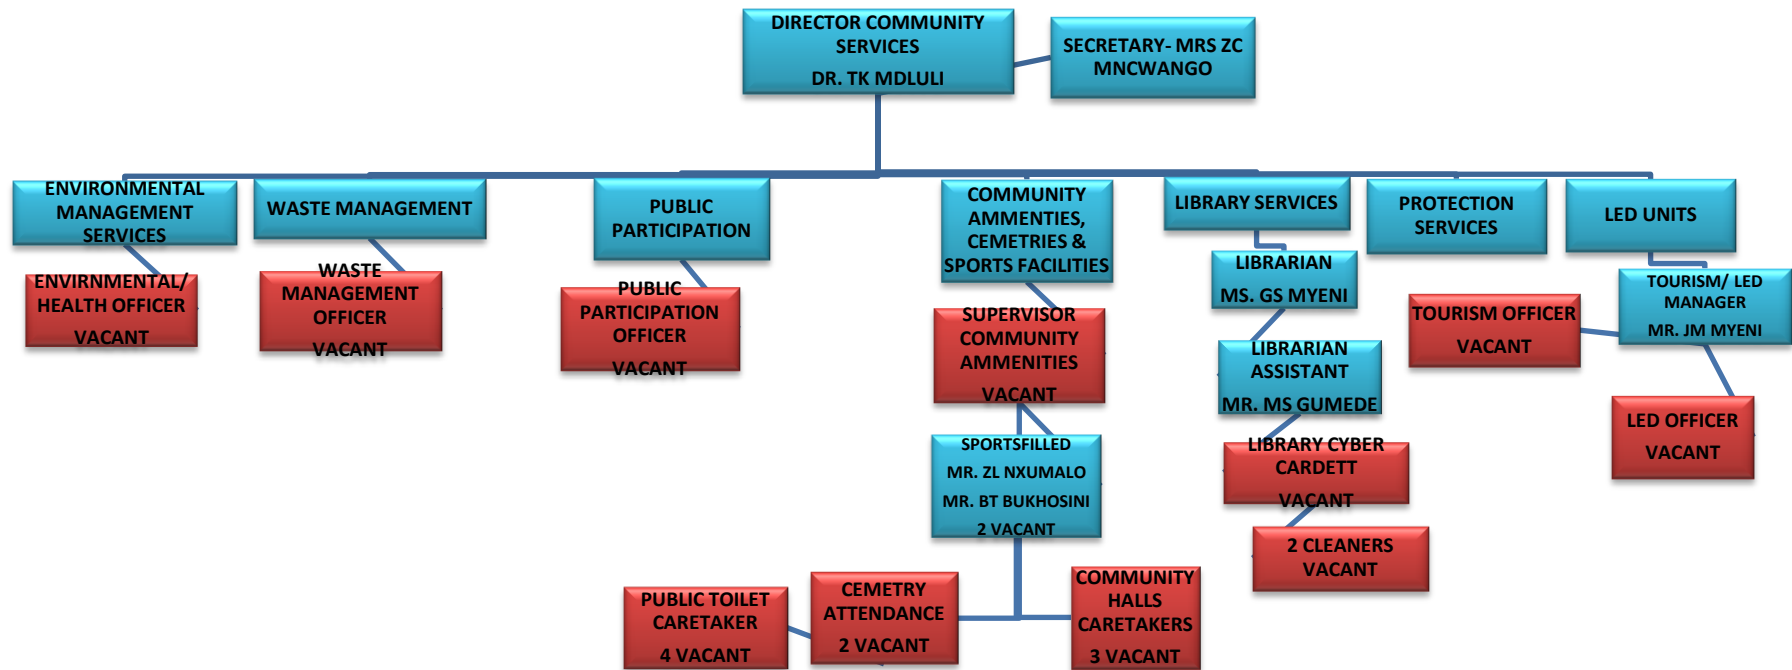 DIRECTOR COMMUNITY
SERVICES
DR. TK MDLULI
SECRETARY- MRS ZC
MNCWANGO
ENVIRONMENTAL
MANAGEMENT
SERVICES
WASTE MANAGEMENT
PUBLIC
PARTICIPATION
COMMUNITY
AMMENTIES,
CEMETRIES &
SPORTS FACILITIES
LIBRARY SERVICES
PROTECTION
SERVICES
LED UNITS
ENVIRNMENTAL/
HEALTH OFFICER
VACANT
WASTE
MANAGEMENT
OFFICER
VACANT
PUBLIC
PARTICIPATION
OFFICER
VACANT
SUPERVISOR
COMMUNITY
AMMENITIES
VACANT
LIBRARIAN
MS. GS MYENI
TOURISM OFFICER
VACANT
TOURISM/ LED
MANAGER
MR. JM MYENI
LIBRARIAN
ASSISTANT
MR. MS GUMEDE
LED OFFICER
VACANT
SPORTSFILLED
MR. ZL NXUMALO
MR. BT BUKHOSINI
2 VACANT
LIBRARY CYBER
CARDETT
VACANT
2 CLEANERS
VACANT
PUBLIC TOILET
CARETAKER
4 VACANT
CEMETRY
ATTENDANCE
2 VACANT
COMMUNITY
HALLS
CARETAKERS
3 VACANT